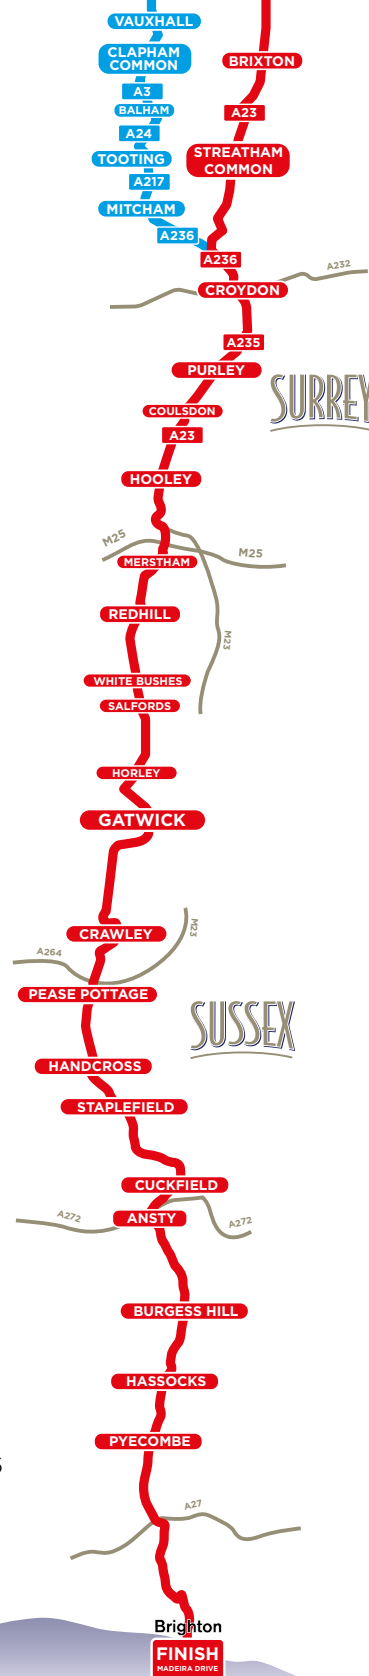 VAUXHALL
CLAPHAM
COMMON
BRIXTON
A3
BALHAM
A23
A24
STREATHAM
COMMON
TOOTING
A217
MITCHAM
A236
A236
A232
CROYDON
A235
PURLEY
SURREY
COULSDON
A23
HOOLEY
M25
M25
MERSTHAM
REDHILL
M23
WHITE BUSHES
SALFORDS
HORLEY
GATWICK
M23
CRAWLEY
A264
PEASE POTTAGE
SUSSEX
HANDCROSS
STAPLEFIELD
CUCKFIELD
A272
ANSTY
A272
BURGESS HILL
HASSOCKS
PYECOMBE
A27
Brighton
FINISH
MADEIRA DRIVE